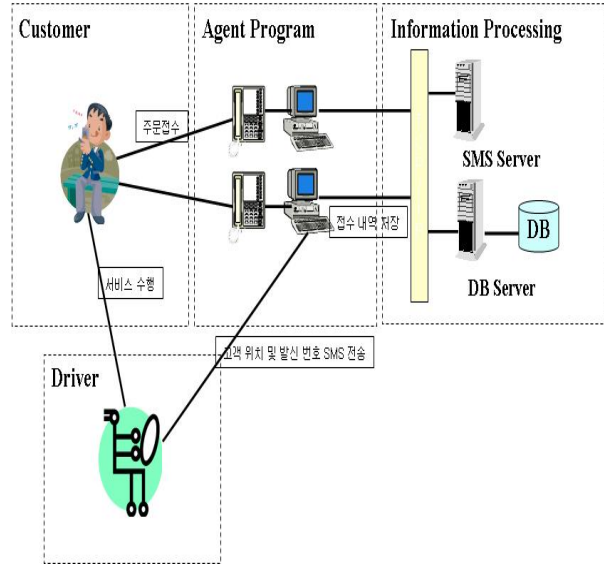 Customer
Agent Program
Information Processing
주문접수
SMS Server
접수 내역 저장
DB
DB Server
서비스 수행
고객 위치 및 발신 번호 SMS 전송
Driver